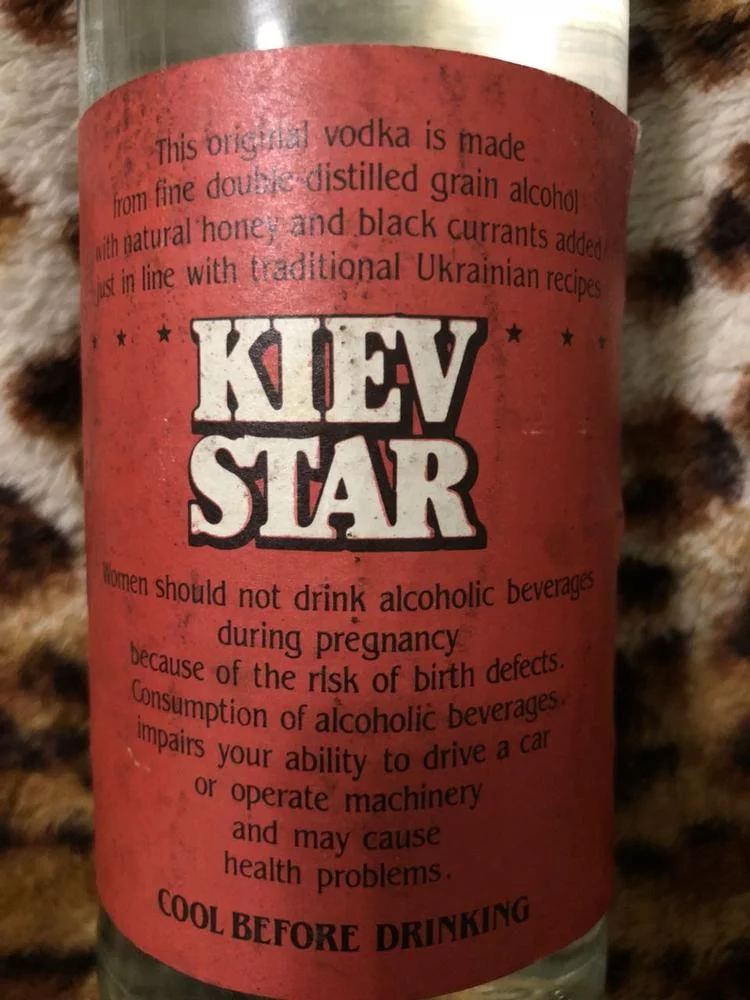 This original vodka is made
from fine double-distilled grain alcohol
with natural honey and black currants added
just in line with traditional Ukrainian recipes
KIEV
STAR
Women should not drink alcoholic beverages
during pregnancy
because of the risk of birth defects.
Consumption of alcoholic beverages
impairs your ability to drive a car
or operate machinery
and may cause
health problems.
COOL BEFORE DRINKING